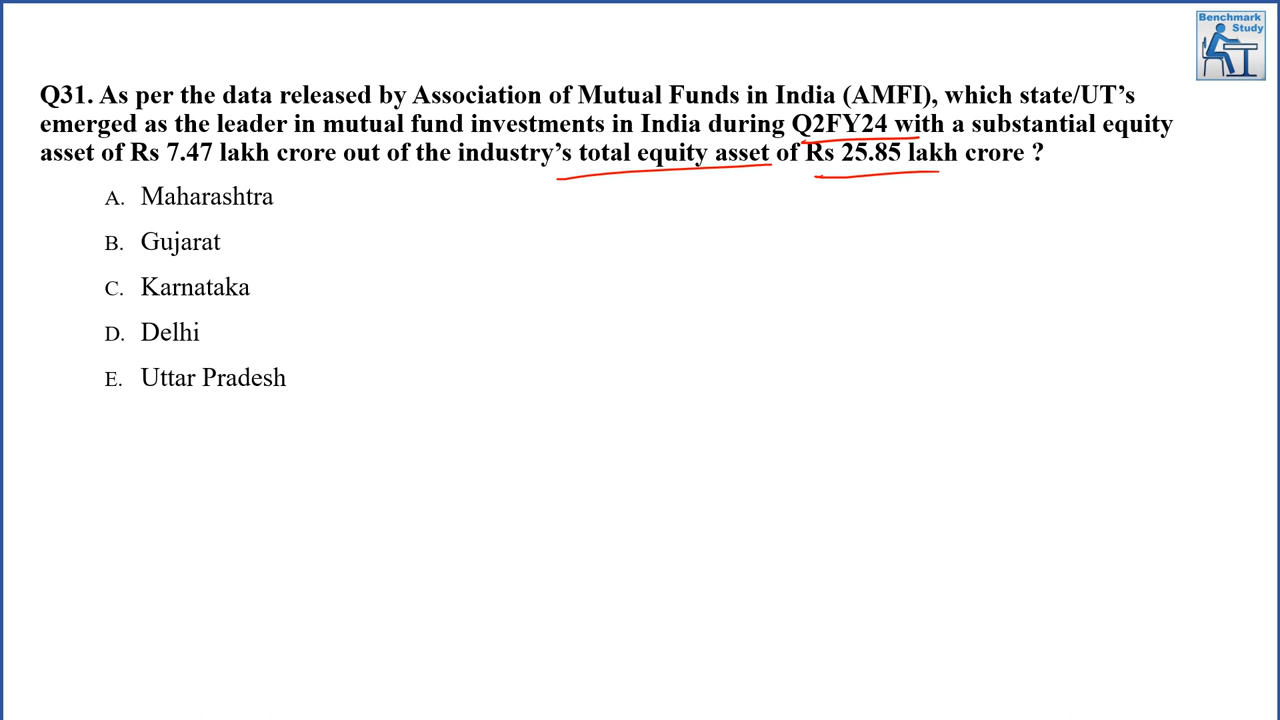 Benchmark
Study
Q31. As per the data released by Association of Mutual Funds in India (AMFI), which state/UT’s
emerged as the leader in mutual fund investments in India during Q2FY24 with a substantial equity
asset of Rs 7.47 lakh crore out of the industry’s total equity asset of Rs 25.85 lakh crore ?
A. Maharashtra
B. Gujarat
C. Karnataka
D. Delhi
E. Uttar Pradesh